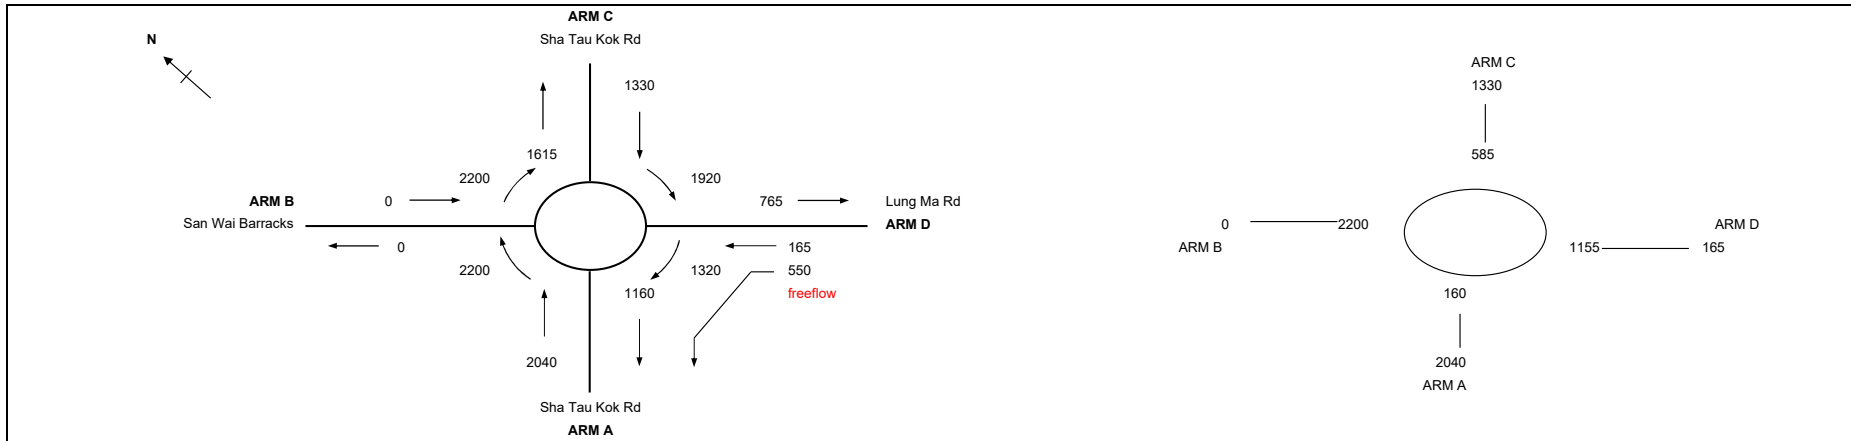 ARM C
Sha Tau Kok Rd
N
1330
1615
2200
1920
ARM B
0
765
Lung Ma Rd
San Wai Barracks
ARM D
0
165
2200
1320
550
1160
freeflow
2040
Sha Tau Kok Rd
ARM A
ARM C
1330
585
0
2200
ARM D
ARM B
1155
165
160
2040
ARM A